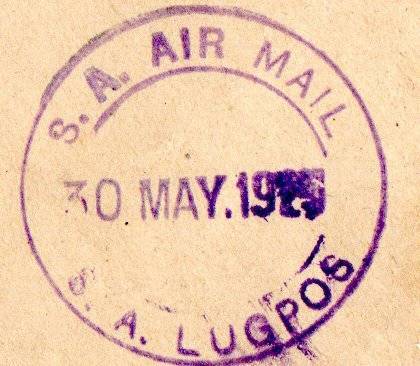 S. A. AIR MAIL
30 MAY.
S. A. LUGPOS